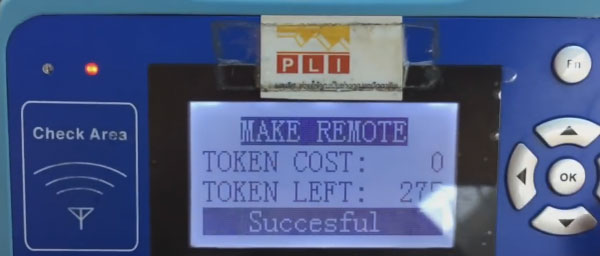 PLI
Fn
Check Area
MAKE REMOTE
TOKEN COST: 0
TOKEN LEFT: 275
Succesful
OK